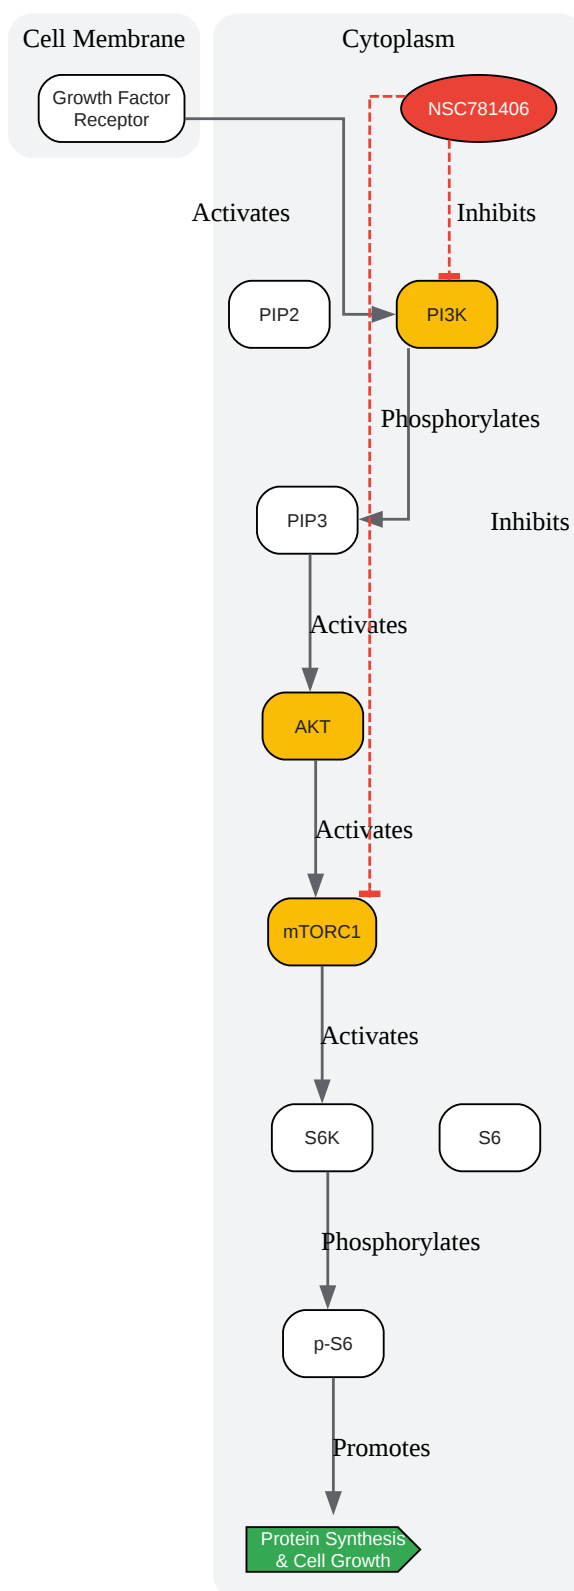 Cell Membrane
Cytoplasm
Growth Factor
Receptor
NSC781406
Activates
Inhibits
PIP2
PI3K
Phosphorylates
PIP3
Inhibits
Activates
AKT
Activates
mTORC1
Activates
S6K
S6
Phosphorylates
p-S6
Promotes
Protein Synthesis
& Cell Growth